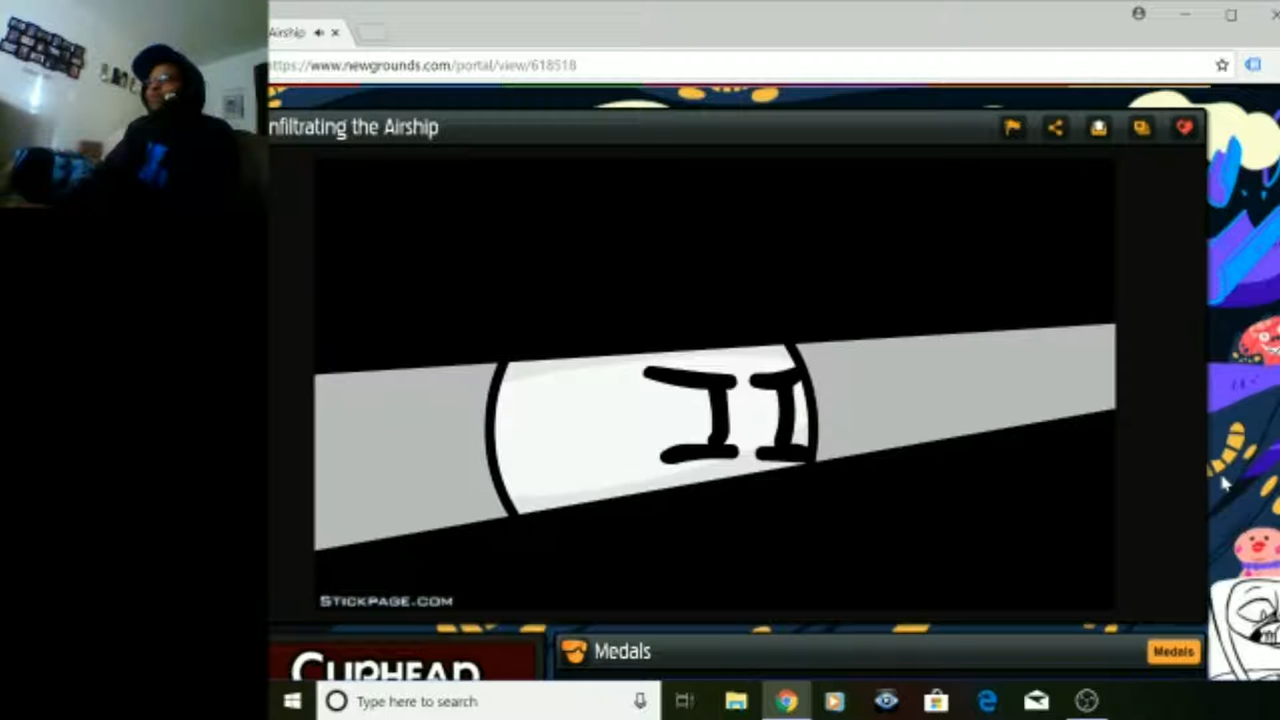 Airship
ttps://www.newgrounds.com/portal/view/618518
nfiltrating the Airship
STICKPAGE.COM
CUPHEAD
Medals
Medals
Type here to search